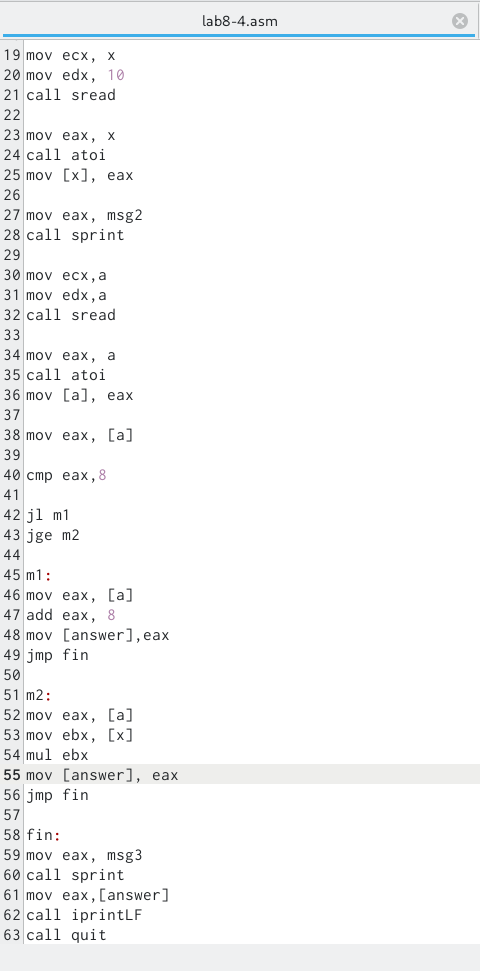 lab8-4.asm
19 mov ecx, x
20 mov edx, 10
21 call sread
22
23 mov eax, x
24 call atoi
25 mov [x], eax
26
27 mov eax, msg2
28 call sprint
29
30 mov ecx,a
31 mov edx,a
32 call sread
33
34 mov eax, a
35 call atoi
36 mov [a], eax
37
38 mov eax, [a]
39
40 cmp eax,8
41
42 jl m1
43 jge m2
44
45 m1:
46 mov eax, [a]
47 add eax, 8
48 mov [answer],eax
49 jmp fin
50
51 m2:
52 mov eax, [a]
53 mov ebx, [x]
54 mul ebx
55 mov [answer], eax
56 jmp fin
57
58 fin:
59 mov eax, msg3
60 call sprint
61 mov eax,[answer]
62 call iprintLF
63 call quit